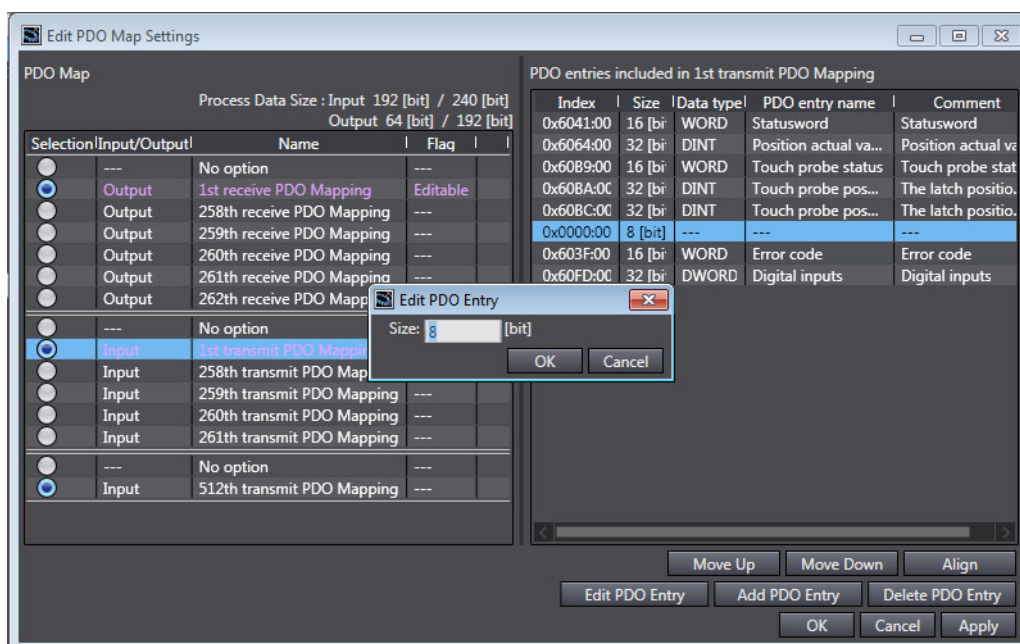 Edit PDO Map Settings
PDO Map
Process Data Size : Input 192 [bit] / 240 [bit]
Output 64 [bit] / 192 [bit]
Selection Input/Output Name Flag
--- No option ---
Output 1st receive PDO Mapping Editable
Output 258th receive PDO Mapping ---
Output 259th receive PDO Mapping ---
Output 260th receive PDO Mapping ---
Output 261th receive PDO Mapping ---
Output 262th receive PDO Mapp
--- No option
Input 1st transmit PDO Mappin
Input 258th transmit PDO Map
Input 259th transmit PDO Mapping ---
Input 260th transmit PDO Mapping ---
Input 261th transmit PDO Mapping ---
--- No option ---
Input 512th transmit PDO Mapping ---
PDO entries included in 1st transmit PDO Mapping
Index Size Data type PDO entry name Comment
0x6041:00 16 [bit WORD Statusword Statusword
0x6064:00 32 [bit DINT Position actual va... Position actual va
0x60B9:00 16 [bit WORD Touch probe status Touch probe stat
0x60BA:00 32 [bit DINT Touch probe pos... The latch positio.
0x60BC:00 32 [bit DINT Touch probe pos... The latch positio.
0x0000:00 8 [bit] --- --- ---
0x603F:00 16 [bit WORD Error code Error code
0x60FD:00 32 [bit DWORD Digital inputs Digital inputs
Edit PDO Entry
Size: 8 [bit]
OK Cancel
Move Up Move Down Align
Edit PDO Entry Add PDO Entry Delete PDO Entry
OK Cancel Apply